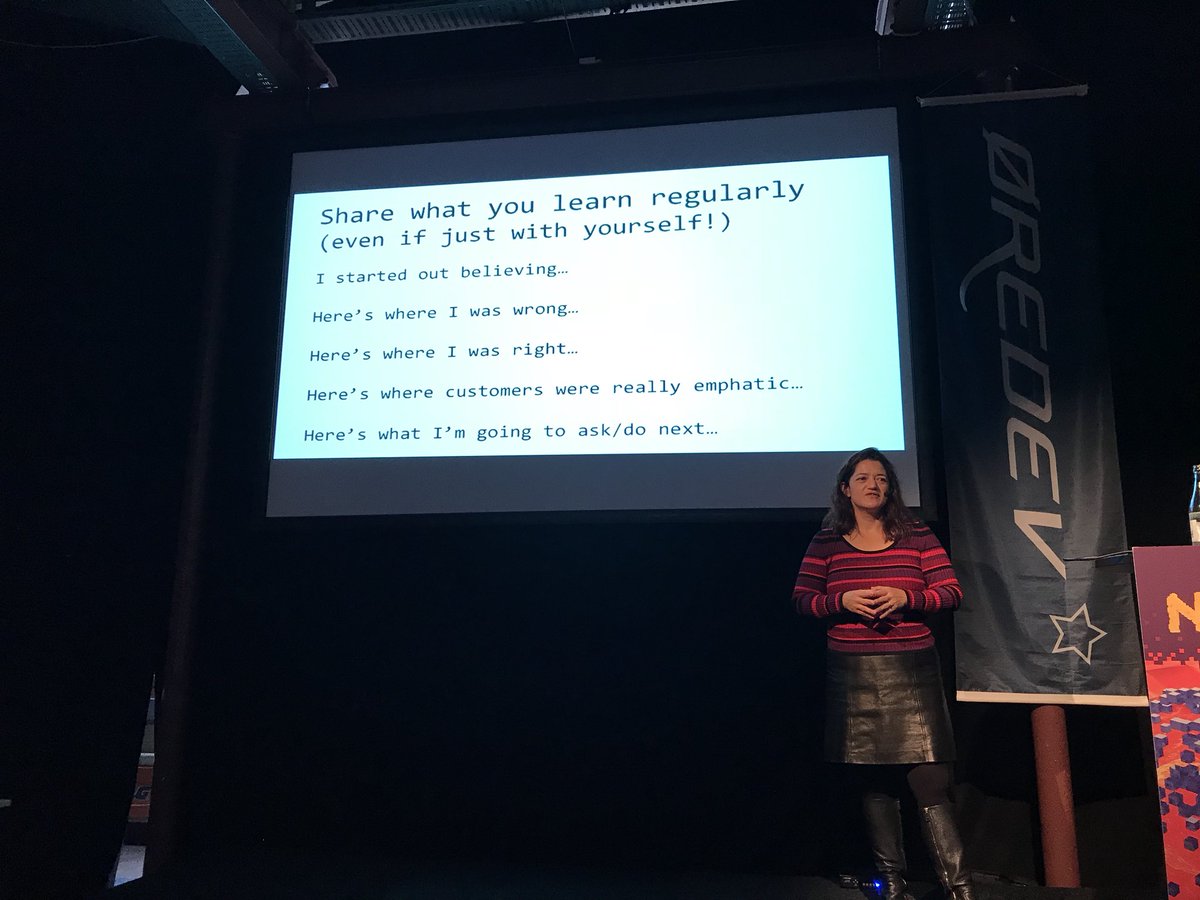 Share what you learn regularly
(even if just with yourself!)
I started out believing…
Here’s where I was wrong…
Here’s where I was right…
Here’s where customers were really emphatic…
Here’s what I’m going to ask/do next…
ØREDEV
N